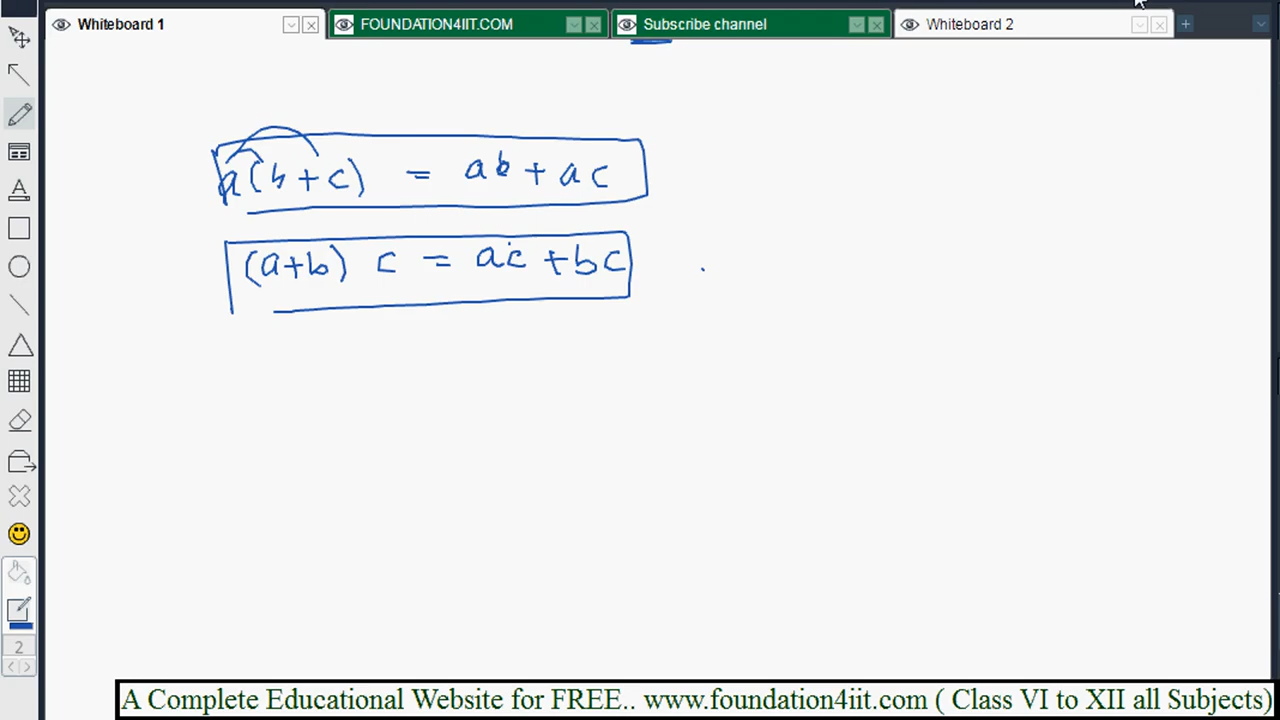 Whiteboard 1 FOUNDATION4IIT.COM Subscribe channel Whiteboard 2
a(b+c) = ab + ac
(a+b) c = ac + bc
2
A Complete Educational Website for FREE.. www.foundation4iit.com ( Class VI to XII all Subjects)